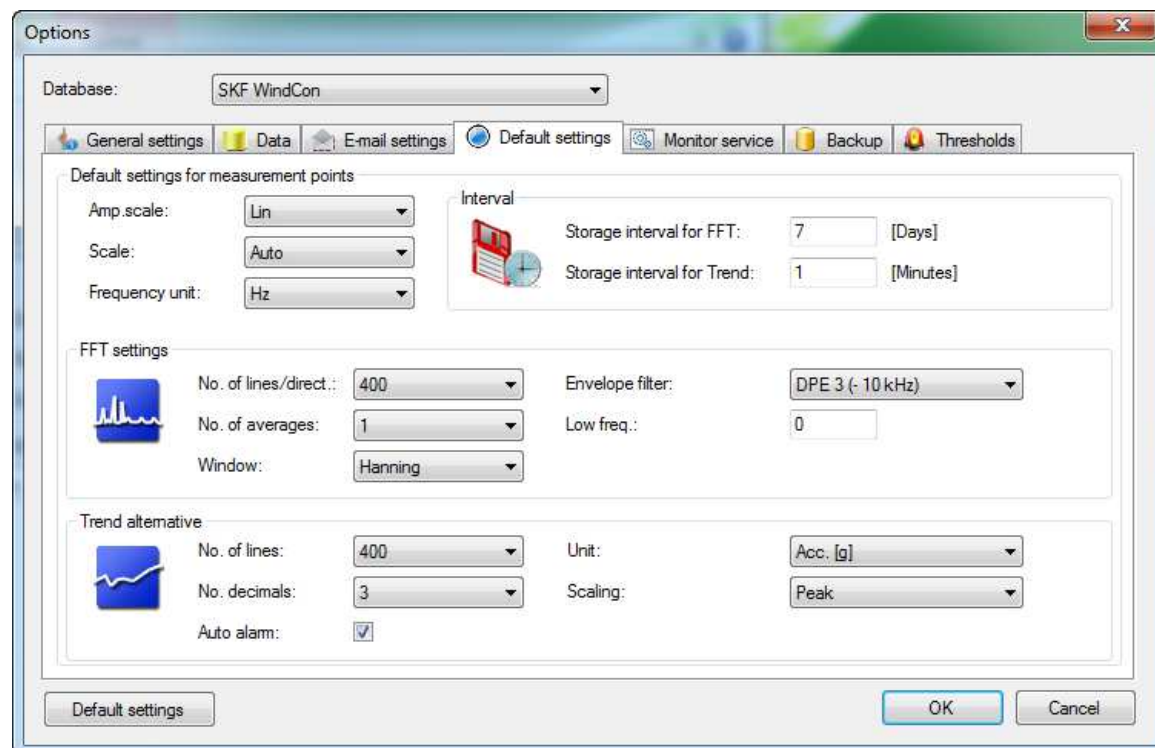 Options
Database: SKF WindCon
General settings Data E-mail settings Default settings Monitor service Backup Thresholds
Default settings for measurement points
Amp.scale: Lin
Scale: Auto
Frequency unit: Hz
Interval
Storage interval for FFT: 7 [Days]
Storage interval for Trend: 1 [Minutes]
FFT settings
No. of lines/direct.: 400 Envelope filter: DPE 3 (- 10 kHz)
No. of averages: 1 Low freq.: 0
Window: Hanning
Trend alternative
No. of lines: 400 Unit: Acc. [g]
No. decimals: 3 Scaling: Peak
Auto alarm:
Default settings OK Cancel